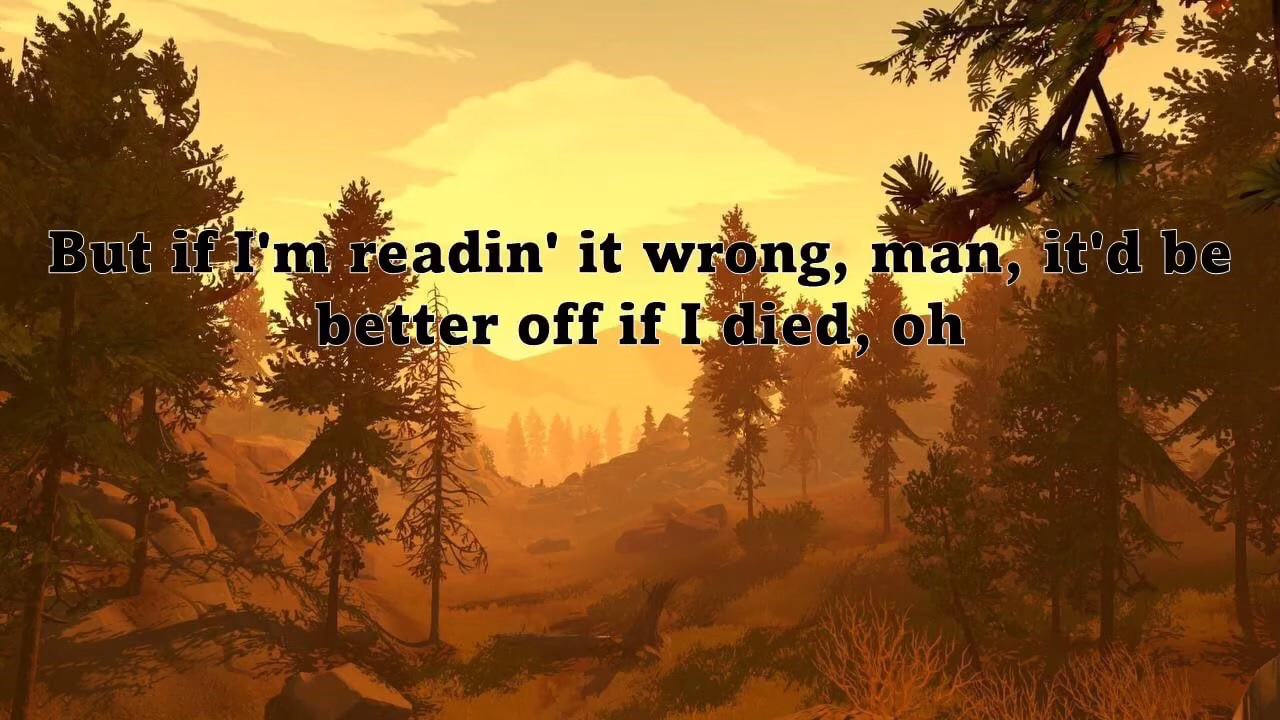 But if I'm readin' it wrong, man, it'd be
better off if I died, oh